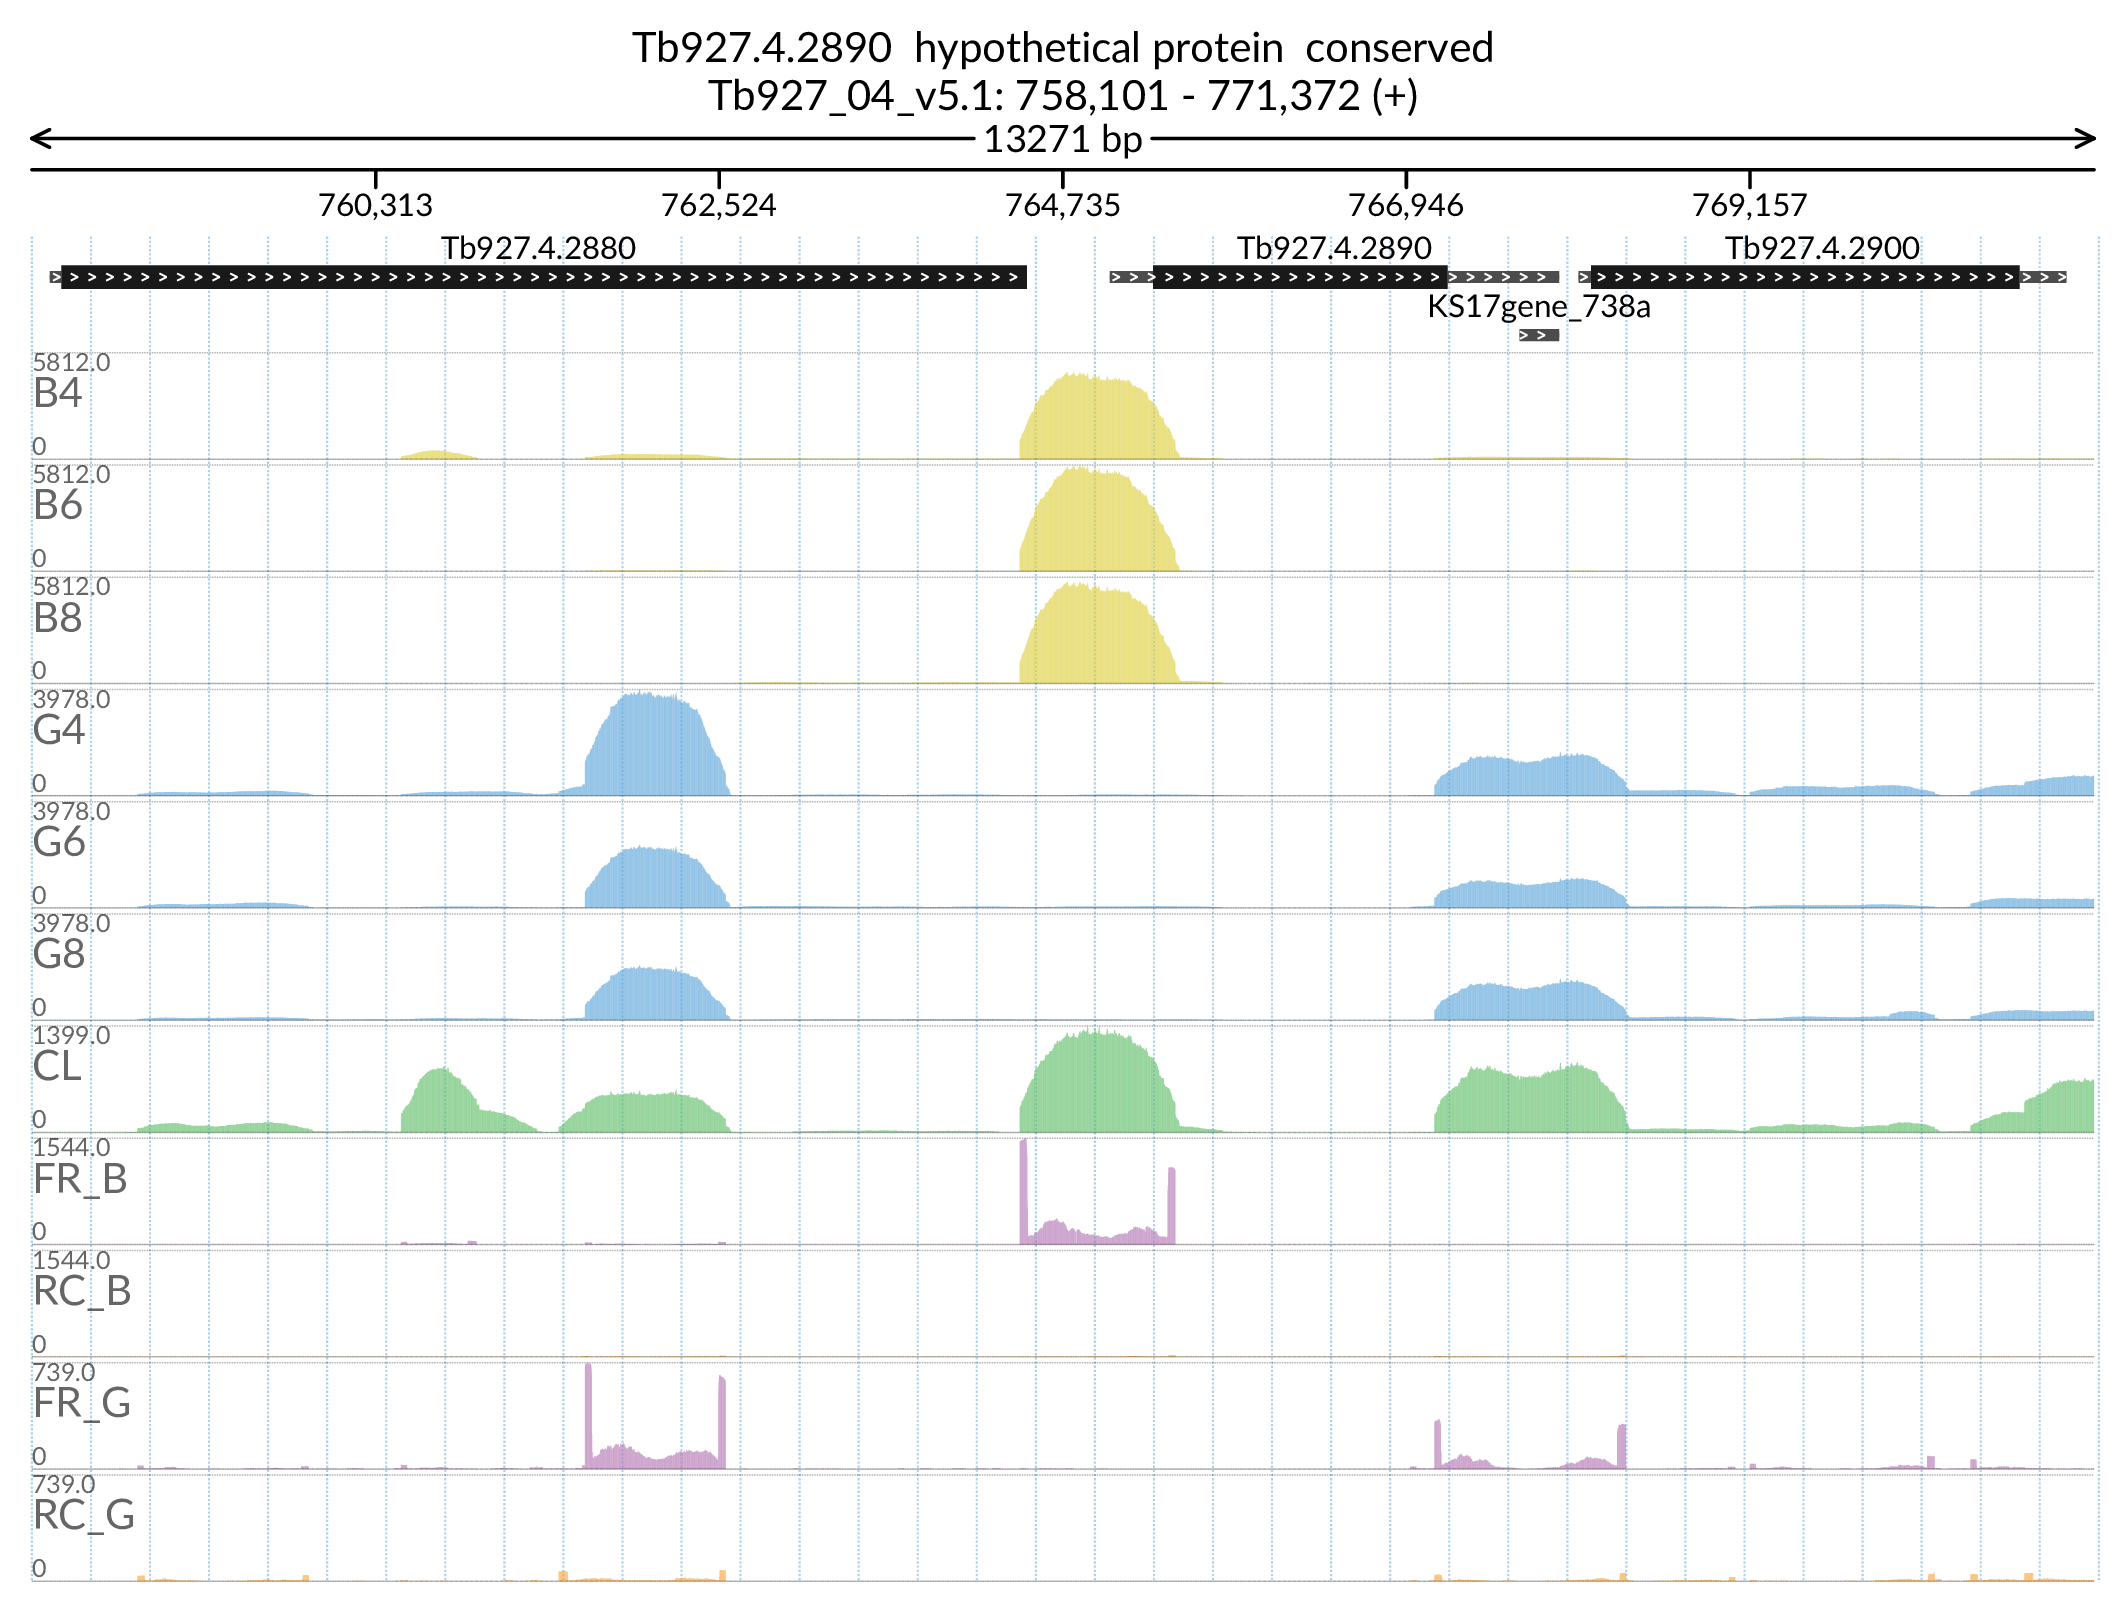 Tb927.4.2890  hypothetical protein  conserved
Tb927_04_v5.1: 758,101 - 771,372 (+)
13271 bp
760,313 762,524 764,735 766,946 769,157
Tb927.4.2880 Tb927.4.2890 Tb927.4.2900
KS17gene_738a
5812.0
B4
0
5812.0
B6
0
5812.0
B8
0
3978.0
G4
0
3978.0
G6
0
3978.0
G8
0
1399.0
CL
0
1544.0
FR_B
0
1544.0
RC_B
0
739.0
FR_G
0
739.0
RC_G
0